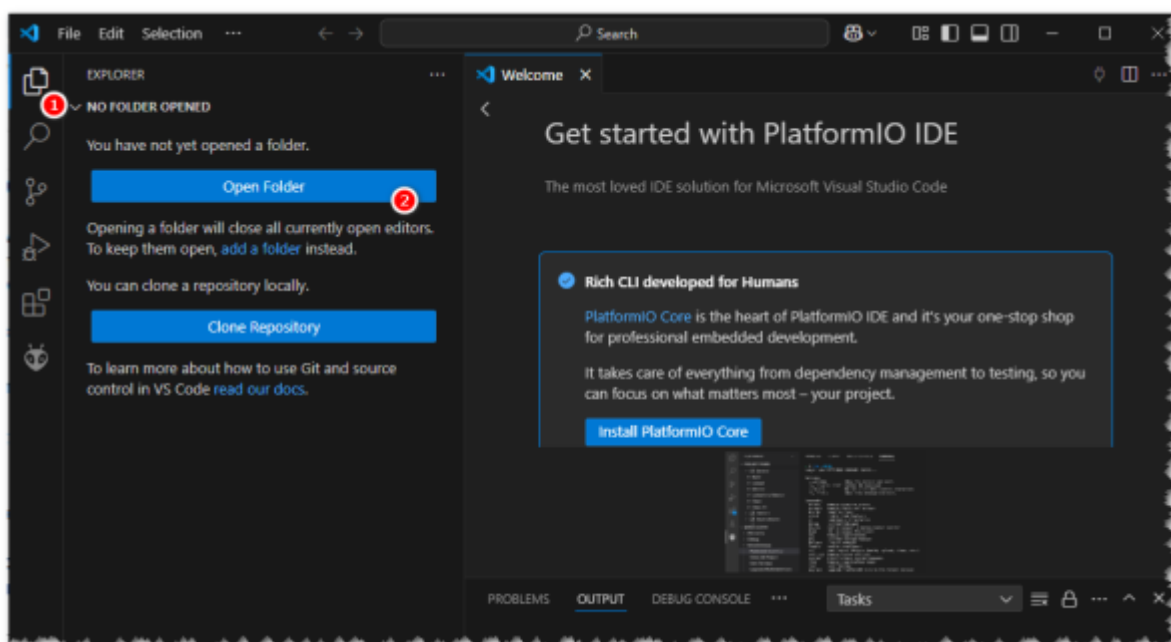 File Edit Selection ··· Search
EXPLORER ···
Welcome
1
NO FOLDER OPENED
You have not yet opened a folder.
Open Folder
2
Opening a folder will close all currently open editors.
To keep them open, add a folder instead.
You can clone a repository locally.
Clone Repository
To learn more about how to use Git and source
control in VS Code read our docs.
Get started with PlatformIO IDE
The most loved IDE solution for Microsoft Visual Studio Code
Rich CLI developed for Humans
PlatformIO Core is the heart of PlatformIO IDE and it's your one-stop shop
for professional embedded development.
It takes care of everything from dependency management to testing, so you
can focus on what matters most – your project.
Install PlatformIO Core
PROBLEMS OUTPUT DEBUG CONSOLE ··· Tasks ···